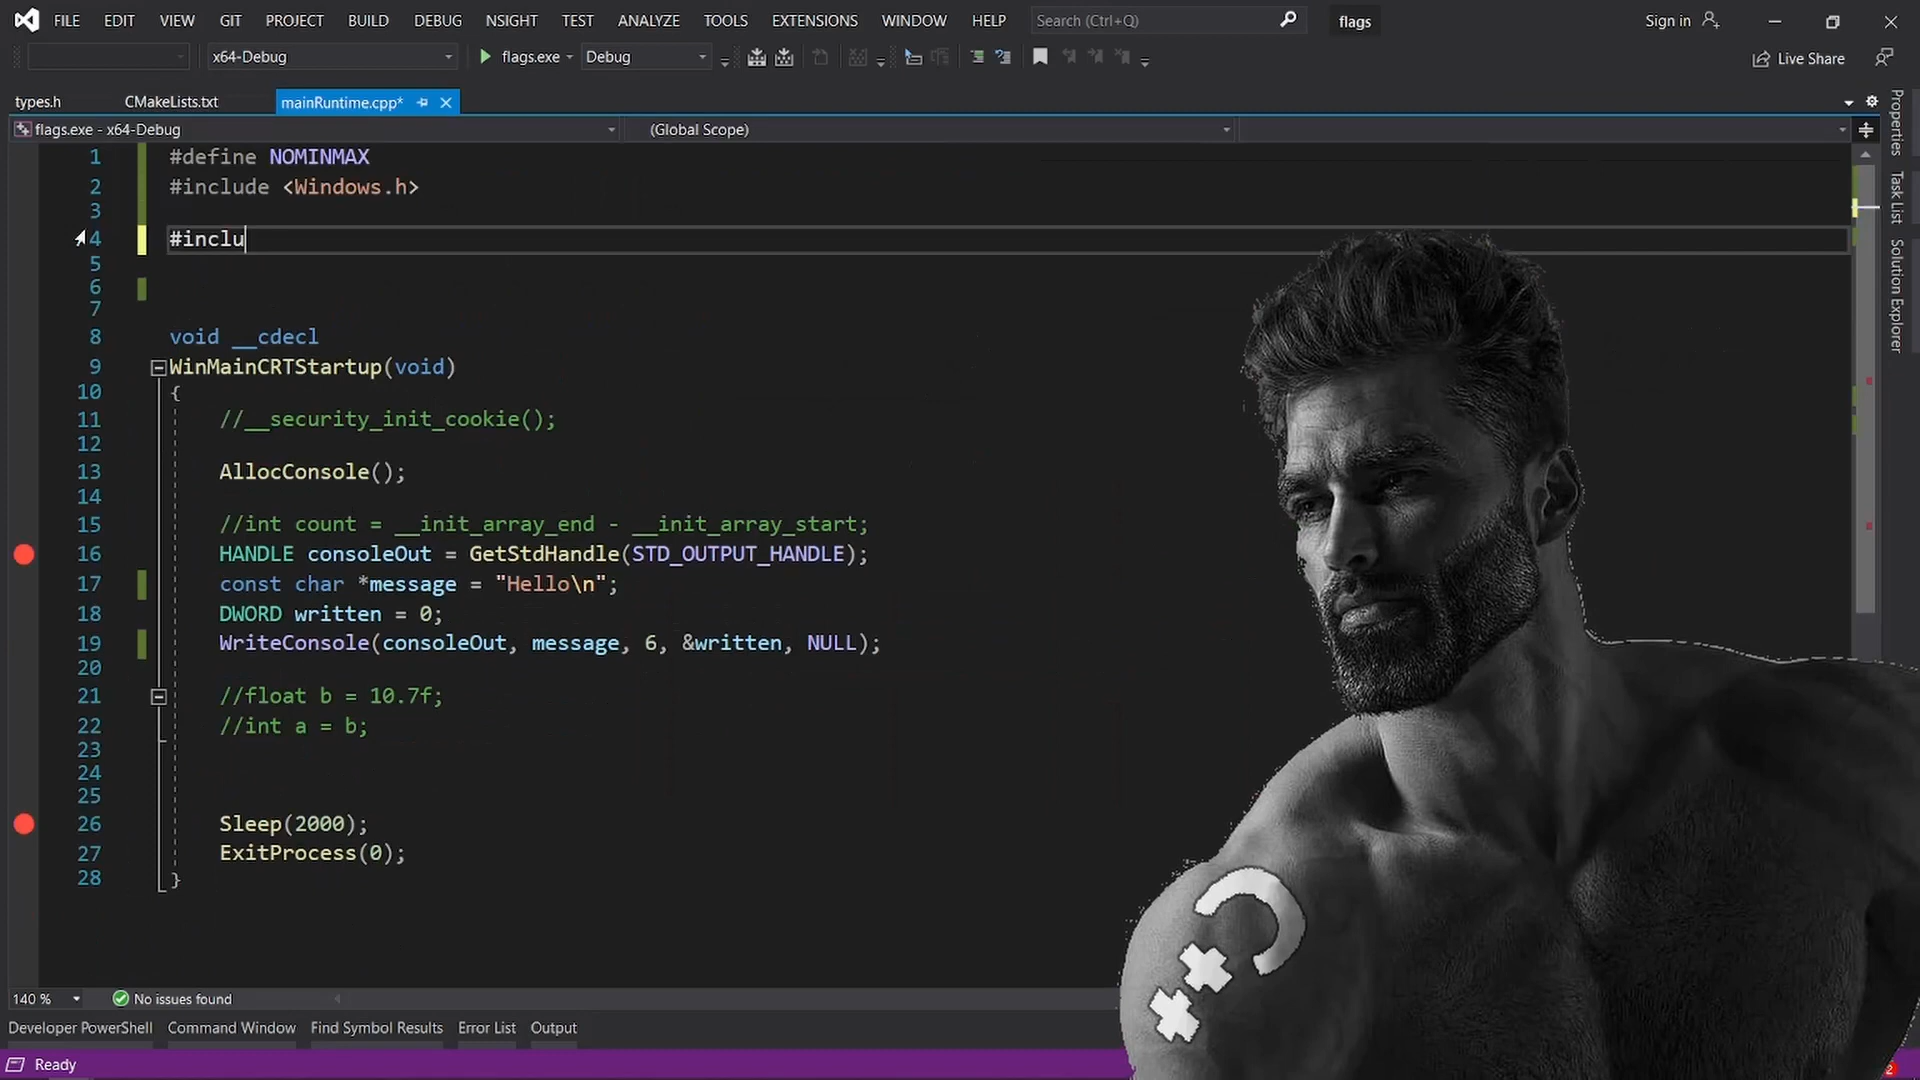 FILE EDIT VIEW GIT PROJECT BUILD DEBUG NSIGHT TEST ANALYZE TOOLS EXTENSIONS WINDOW HELP Search (Ctrl+Q) flags Sign in
x64-Debug flags.exe Debug Live Share
types.h CMakeLists.txt mainRuntime.cpp*
flags.exe - x64-Debug (Global Scope)
Properties
Task List
Solution Explorer
1 #define NOMINMAX
2 #include <Windows.h>
3
4 #inclu
5
6
7
8 void __cdecl
9 WinMainCRTStartup(void)
10 {
11 //__security_init_cookie();
12
13 AllocConsole();
14
15 //int count = __init_array_end - __init_array_start;
16 HANDLE consoleOut = GetStdHandle(STD_OUTPUT_HANDLE);
17 const char *message = "Hello\n";
18 DWORD written = 0;
19 WriteConsole(consoleOut, message, 6, &written, NULL);
20
21 //float b = 10.7f;
22 //int a = b;
23
24
25
26 Sleep(2000);
27 ExitProcess(0);
28 }
140 % No issues found
Developer PowerShell Command Window Find Symbol Results Error List Output
Ready 2
C++